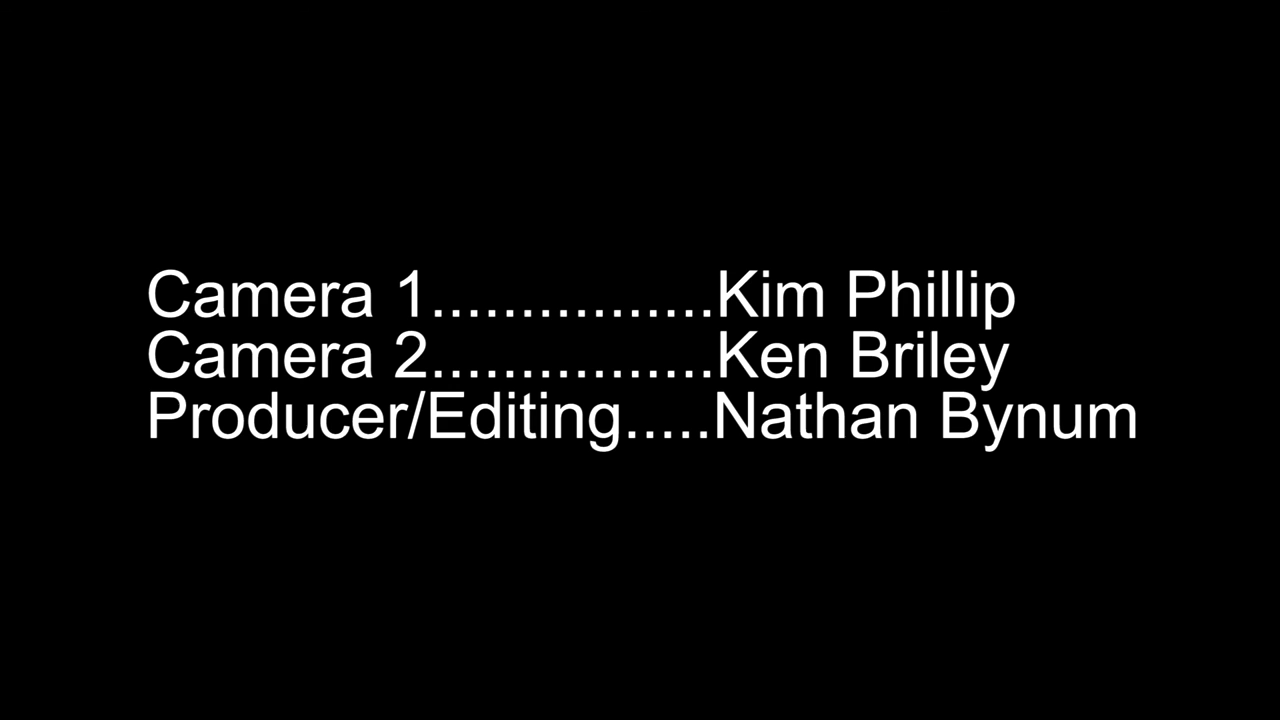 Camera 1................Kim Phillip
Camera 2................Ken Briley
Producer/Editing.....Nathan Bynum